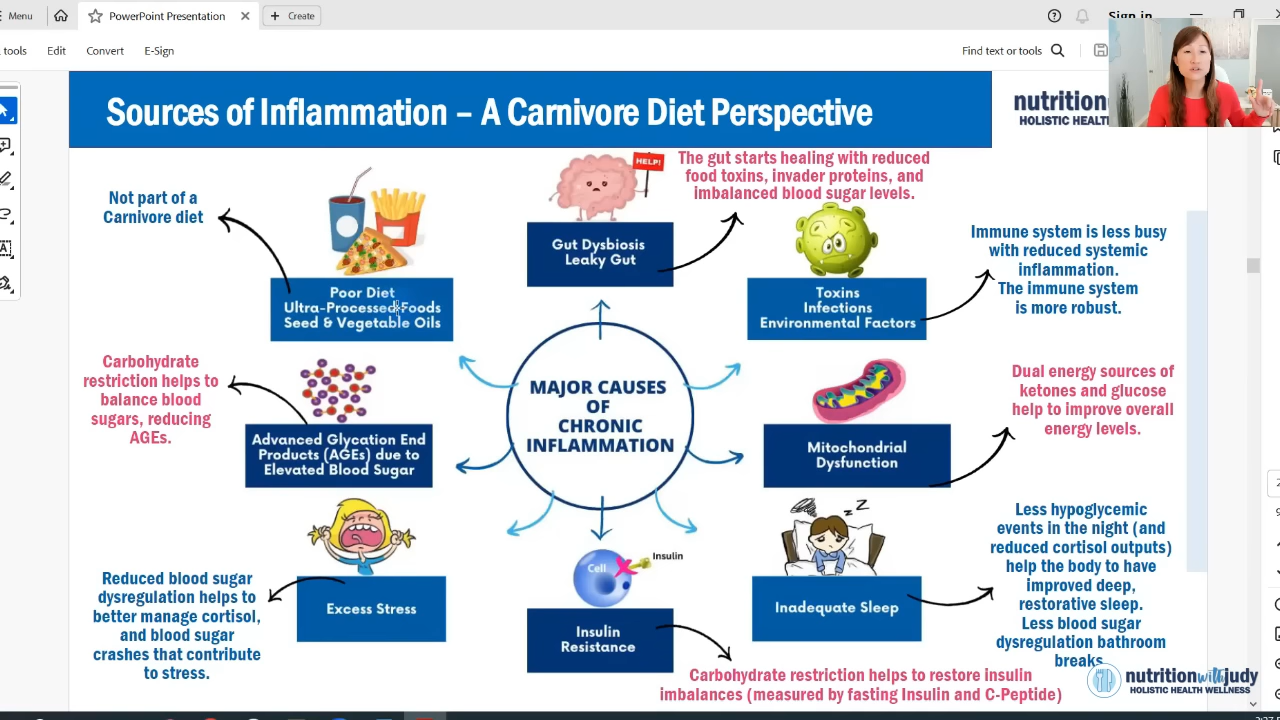 Menu
PowerPoint Presentation
Create
Sign in
tools
Edit
Convert
E-Sign
Find text or tools
Sources of Inflammation – A Carnivore Diet Perspective
HOLISTIC HEALTH
Not part of a
Carnivore diet
HELP!
The gut starts healing with reduced
food toxins, invader proteins, and
imbalanced blood sugar levels.
Immune system is less busy
with reduced systemic
inflammation.
The immune system
is more robust.
Poor Diet
Ultra-Processed Foods
Seed & Vegetable Oils
Gut Dysbiosis
Leaky Gut
Toxins
Infections
Environmental Factors
Carbohydrate
restriction helps to
balance blood
sugars, reducing
AGEs.
Advanced Glycation End
Products (AGEs) due to
Elevated Blood Sugar
MAJOR CAUSES
OF
CHRONIC
INFLAMMATION
Mitochondrial
Dysfunction
Dual energy sources of
ketones and glucose
help to improve overall
energy levels.
Reduced blood sugar
dysregulation helps to
better manage cortisol,
and blood sugar
crashes that contribute
to stress.
Excess Stress
Cell
Insulin
Insulin
Resistance
z Z
Inadequate Sleep
Less hypoglycemic
events in the night (and
reduced cortisol outputs)
help the body to have
improved deep,
restorative sleep.
Less blood sugar
dysregulation bathroom
breaks
Carbohydrate restriction helps to restore insulin
imbalances (measured by fasting Insulin and C-Peptide)
nutrition with judy
HOLISTIC HEALTH WELLNESS